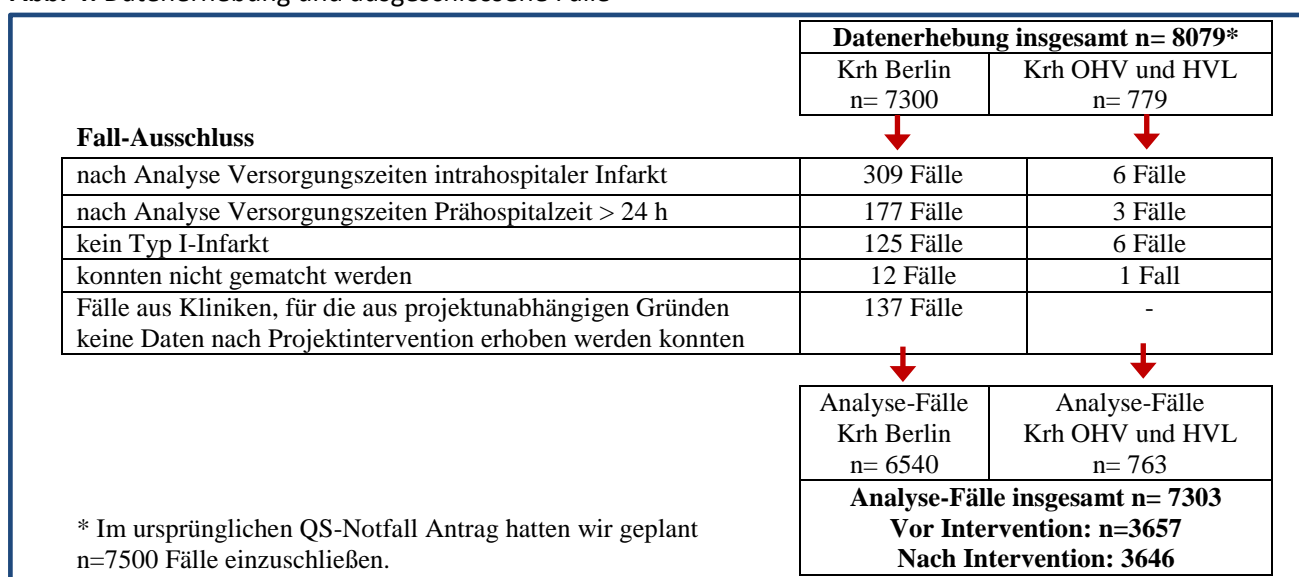 Datenerhebung insgesamt n= 8079*
Krh Berlin Krh OHV und HVL
n= 7300 n= 779
Fall-Ausschluss
nach Analyse Versorgungszeiten intrahospitaler Infarkt 309 Fälle 6 Fälle
nach Analyse Versorgungszeiten Prähospitalzeit > 24 h 177 Fälle 3 Fälle
kein Typ I-Infarkt 125 Fälle 6 Fälle
konnten nicht gematcht werden 12 Fälle 1 Fall
Fälle aus Kliniken, für die aus projektunabhängigen Gründen 137 Fälle -
keine Daten nach Projektintervention erhoben werden konnten
Analyse-Fälle Analyse-Fälle
Krh Berlin Krh OHV und HVL
n= 6540 n= 763
Analyse-Fälle insgesamt n= 7303
* Im ursprünglichen QS-Notfall Antrag hatten wir geplant Vor Intervention: n=3657
n=7500 Fälle einzuschließen. Nach Intervention: 3646